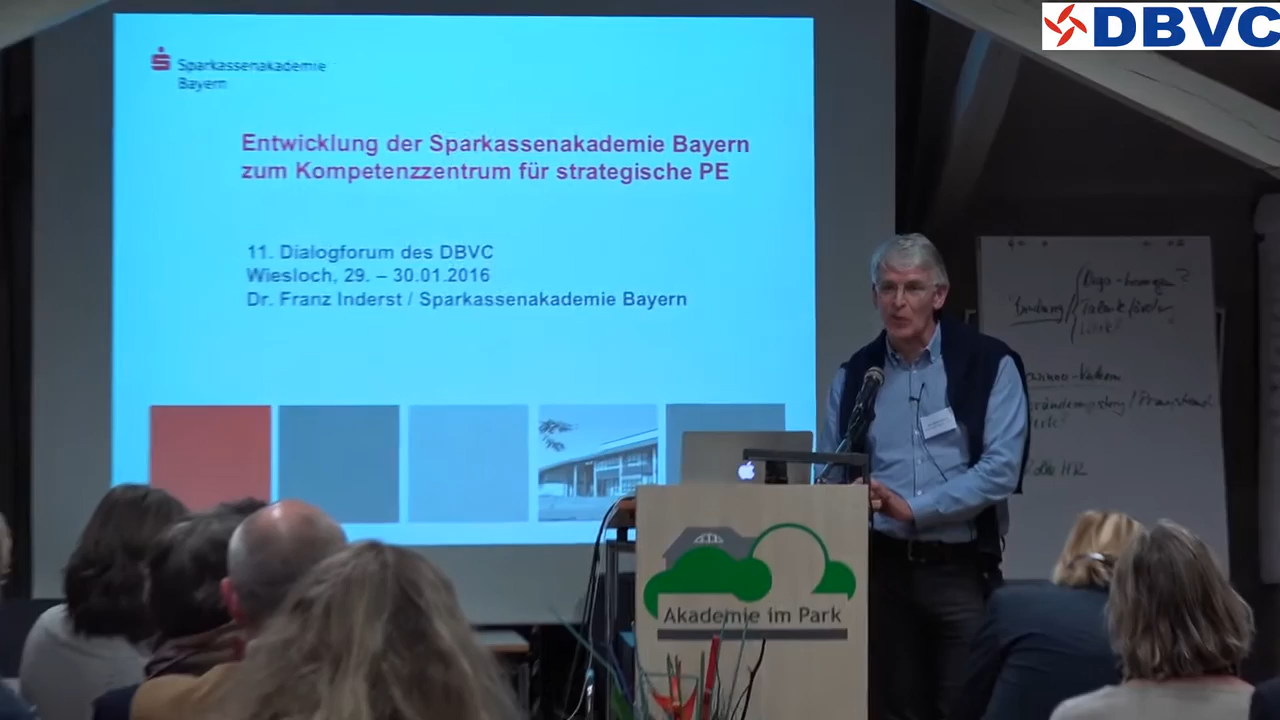 DBVC
Sparkassenakademie
Bayern
Entwicklung der Sparkassenakademie Bayern
zum Kompetenzzentrum für strategische PE
11. Dialogforum des DBVC
Wiesloch, 29. – 30.01.2016
Dr. Franz Inderst / Sparkassenakademie Bayern
Akademie im Park